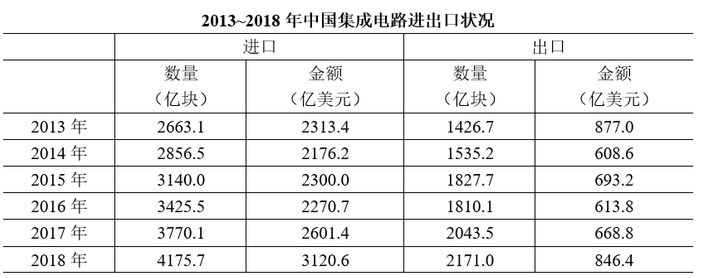 2013~2018 年中国集成电路进出口状况
进口 出口
数量 金额 数量 金额
（亿块） （亿美元） （亿块） （亿美元）
2013 年 2663.1 2313.4 1426.7 877.0
2014 年 2856.5 2176.2 1535.2 608.6
2015 年 3140.0 2300.0 1827.7 693.2
2016 年 3425.5 2270.7 1810.1 613.8
2017 年 3770.1 2601.4 2043.5 668.8
2018 年 4175.7 3120.6 2171.0 846.4